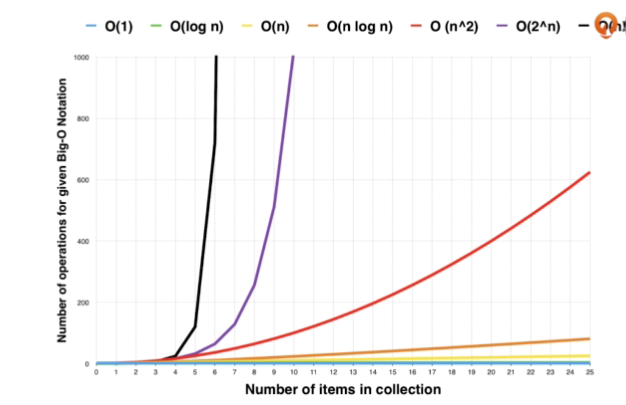 O(1) O(log n) O(n) O(n log n) O (n^2) O(2^n)
Number of operations for given Big-O Notation
1000
800
600
400
200
0
0 1 2 3 4 5 6 7 8 9 10 11 12 13 14 15 16 17 18 19 20 21 22 23 24 25
Number of items in collection